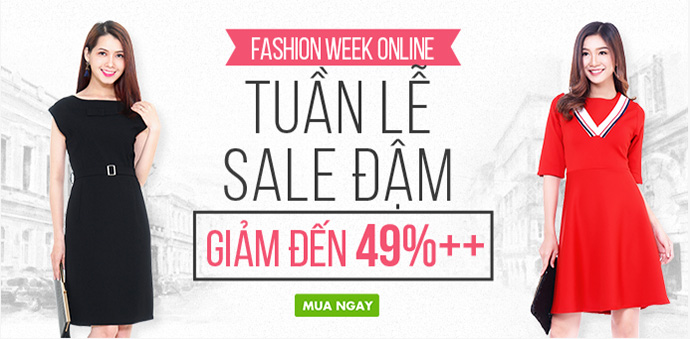 FASHION WEEK ONLINE
TUẦN LỄ
SALE ĐẬM
GIẢM ĐẾN 49%++
MUA NGAY